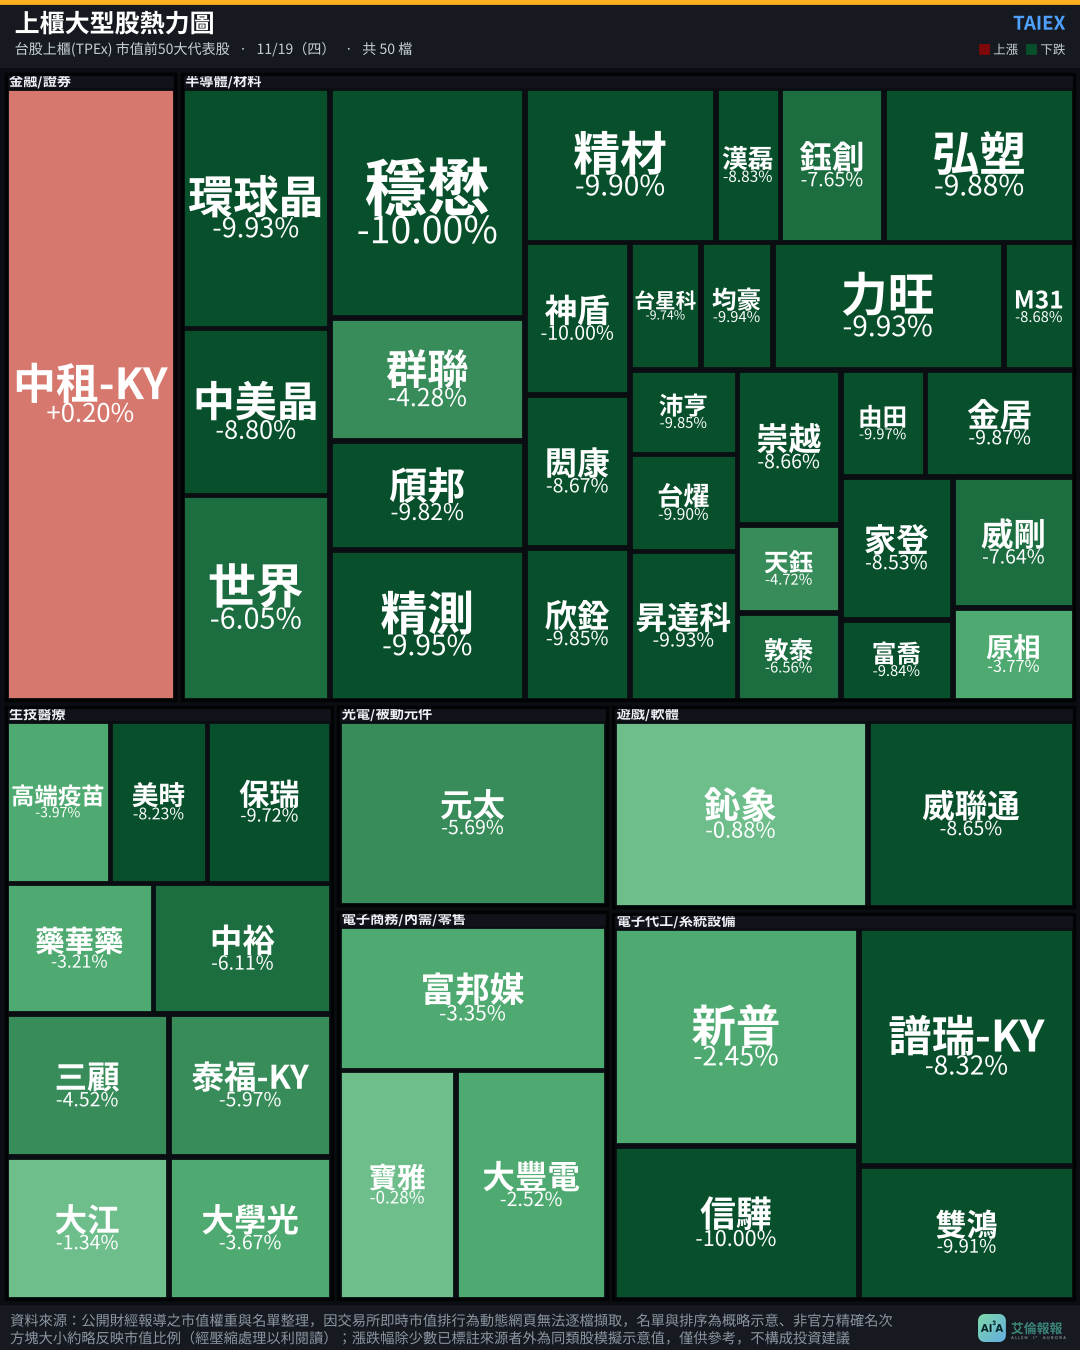 上櫃大型股熱力圖
TAIEX
台股上櫃(TPEx) 市值前50大代表股 · 11/19（四） · 共 50 檔
上漲 下跌
金融/證券
中租-KY
+0.20%
半導體/材料
環球晶
-9.93%
中美晶
-8.80%
世界
-6.05%
穩懋
-10.00%
群聯
-4.28%
頎邦
-9.82%
精測
-9.95%
精材
-9.90%
漢磊
-8.83%
鈺創
-7.65%
弘塑
-9.88%
神盾
-10.00%
台星科
-9.74%
均豪
-9.94%
力旺
-9.93%
M31
-8.68%
閎康
-8.67%
沛亨
-9.85%
台燿
-9.90%
崇越
-8.66%
由田
-9.97%
金居
-9.87%
欣銓
-9.85%
昇達科
-9.93%
天鈺
-4.72%
敦泰
-6.56%
家登
-8.53%
富喬
-9.84%
威剛
-7.64%
原相
-3.77%
生技醫療
高端疫苗
-3.97%
美時
-8.23%
保瑞
-9.72%
藥華藥
-3.21%
中裕
-6.11%
三顧
-4.52%
泰福-KY
-5.97%
大江
-1.34%
大學光
-3.67%
光電/被動元件
元太
-5.69%
電子商務/內需/零售
富邦媒
-3.35%
寶雅
-0.28%
大豐電
-2.52%
遊戲/軟體
鈊象
-0.88%
威聯通
-8.65%
電子代工/系統設備
新普
-2.45%
譜瑞-KY
-8.32%
信驊
-10.00%
雙鴻
-9.91%
資料來源：公開財經報導之市值權重與名單整理，因交易所即時市值排行為動態網頁無法逐檔擷取，名單與排序為概略示意、非官方精確名次
方塊大小約略反映市值比例（經壓縮處理以利閱讀）；漲跌幅除少數已標註來源者外為同類股模擬示意值，僅供參考，不構成投資建議
艾倫報報